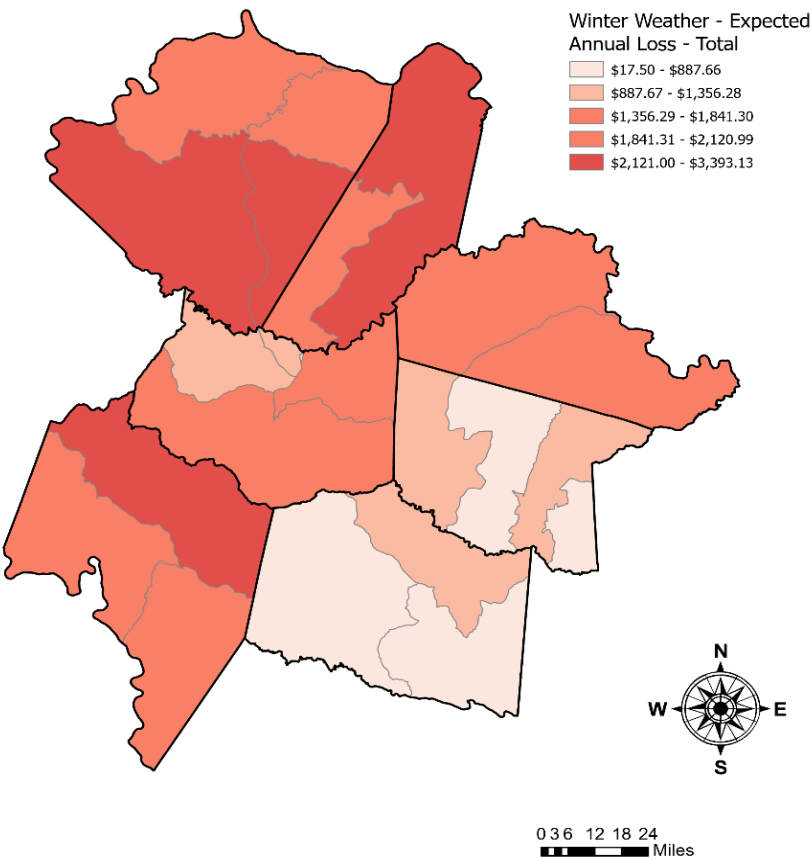 Winter Weather - Expected
Annual Loss - Total
$17.50 - $887.66
$887.67 - $1,356.28
$1,356.29 - $1,841.30
$1,841.31 - $2,120.99
$2,121.00 - $3,393.13
N
W E
S
0 3 6 12 18 24
Miles